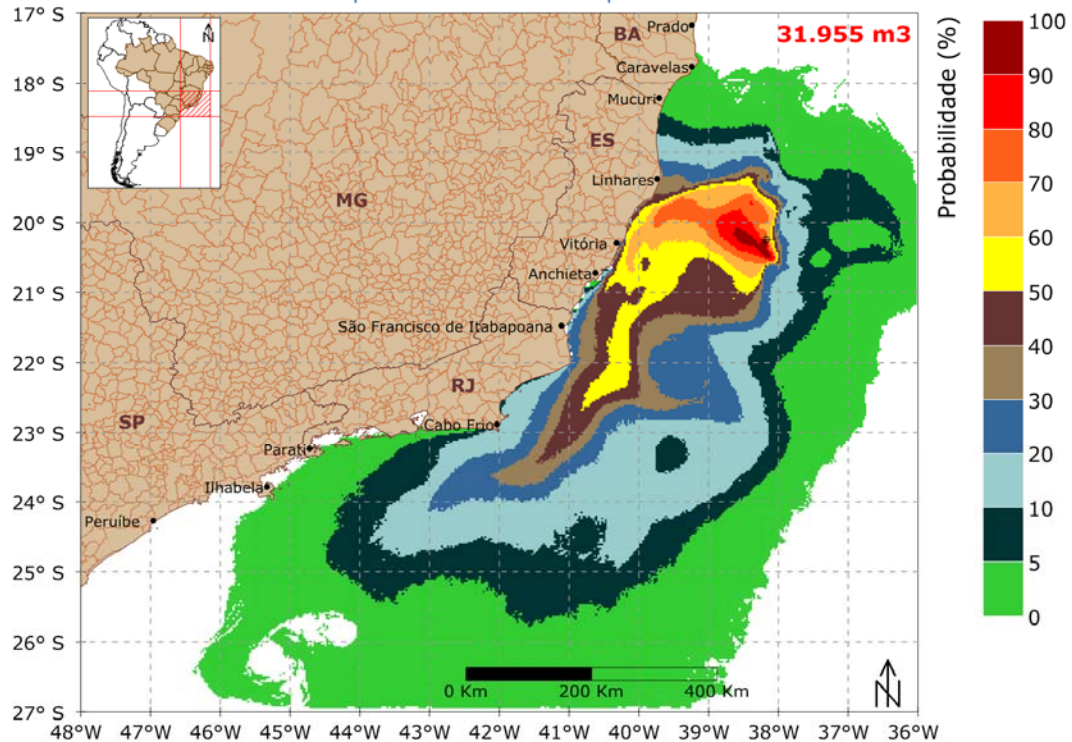 31.955 m3
N
17° S
18° S
19° S
20° S
21° S
22° S
23° S
24° S
25° S
26° S
27° S
48°W
47°W
46°W
45°W
44°W
43°W
42°W
41°W
40°W
39°W
38°W
37°W
36°W
BA
Prado
Caravelas
Mucuri
ES
Linhares
MG
Vitória
Anchieta
São Francisco de Itabapoana
RJ
Cabo Frio
SP
Parati
Ilhabela
Peruíbe
0 Km
200 Km
400 Km
N
Probabilidade (%)
100
90
80
70
60
50
40
30
20
10
5
0